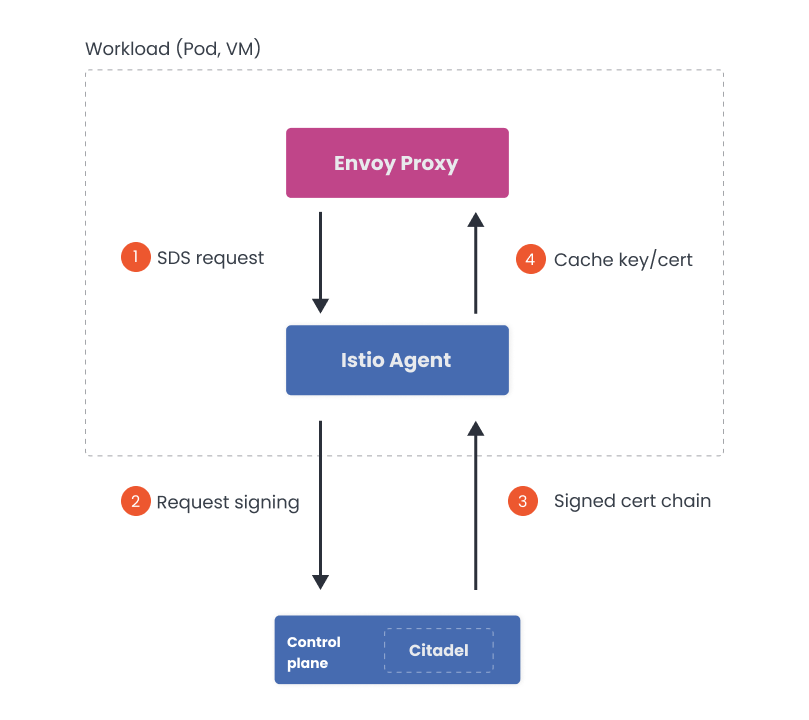 Workload (Pod, VM)
Envoy Proxy
1 SDS request
4 Cache key/cert
Istio Agent
2 Request signing
3 Signed cert chain
Control
plane
Citadel